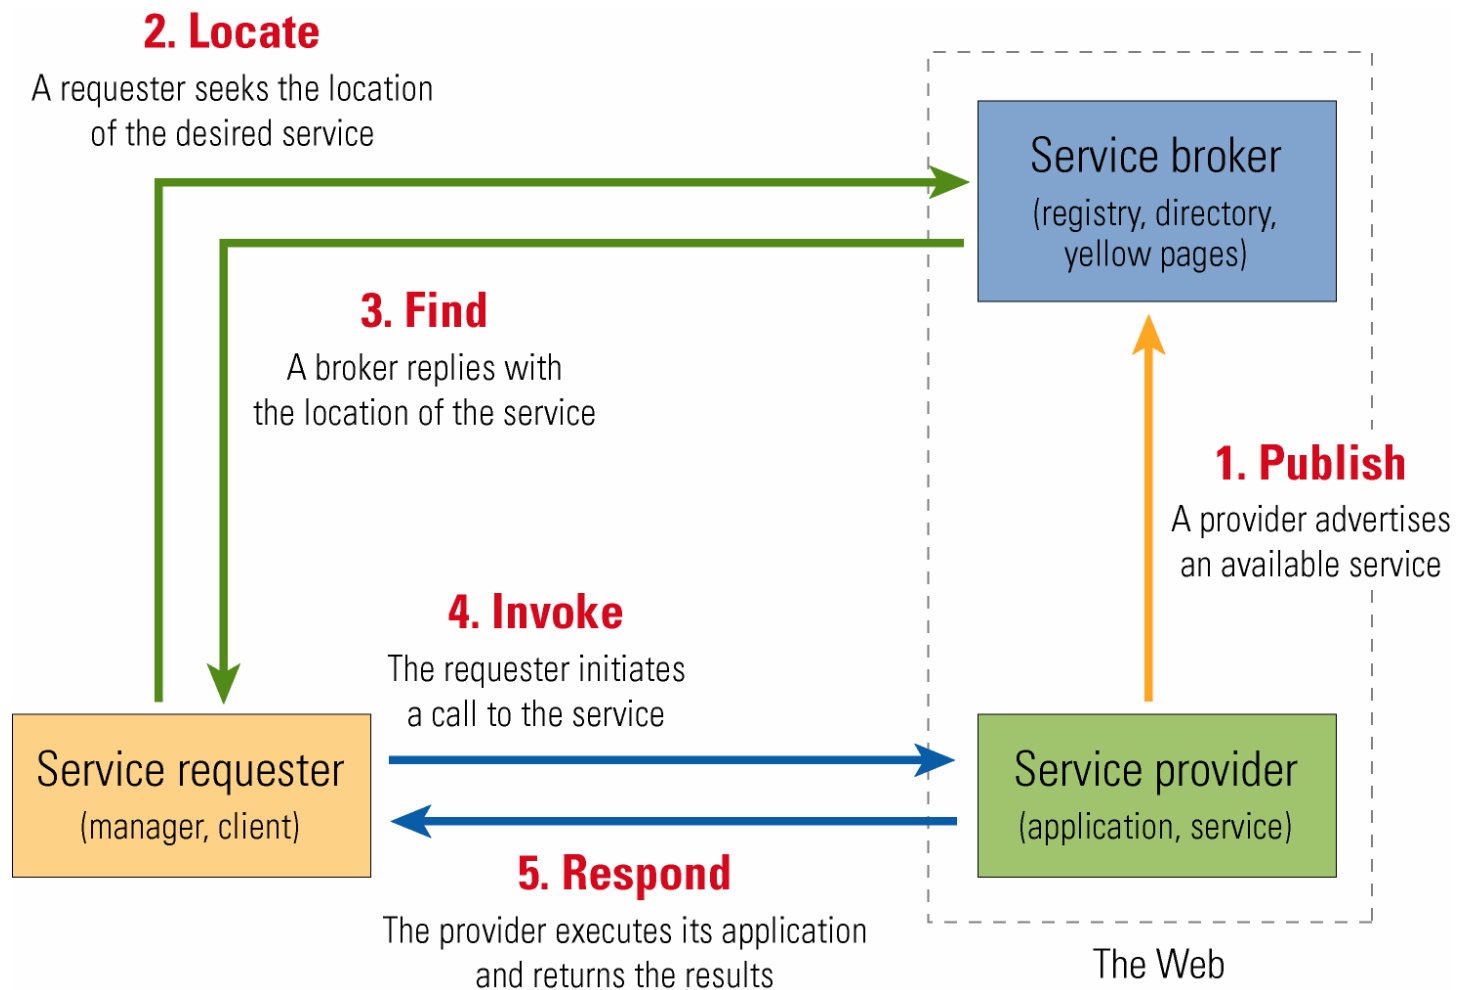 2. Locate
A requester seeks the location
of the desired service
Service broker
(registry, directory,
yellow pages)
3. Find
A broker replies with
the location of the service
1. Publish
A provider advertises
an available service
4. Invoke
The requester initiates
a call to the service
Service requester
(manager, client)
Service provider
(application, service)
5. Respond
The provider executes its application
and returns the results
The Web